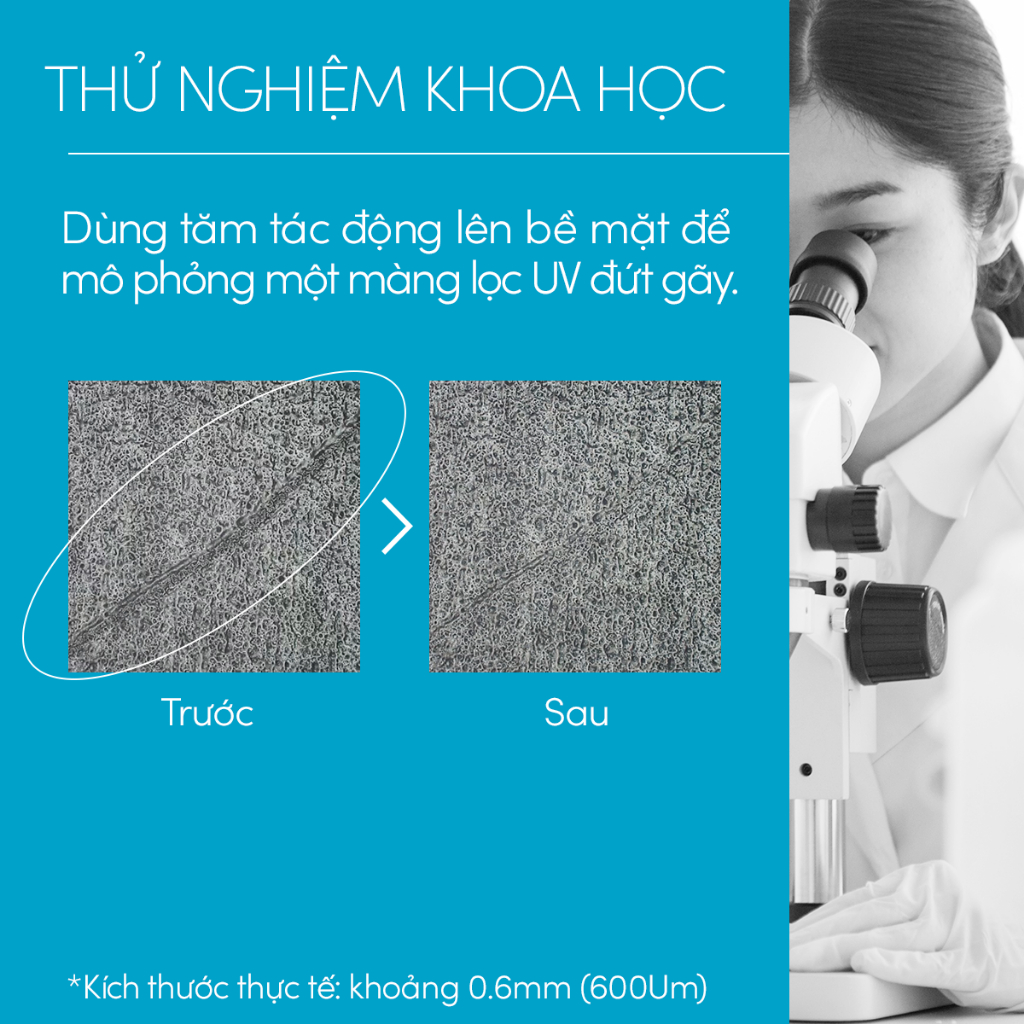 THỬ NGHIỆM KHOA HỌC
Dùng tăm tác động lên bề mặt để
mô phỏng một màng lọc UV đứt gãy.
Trước
Sau
*Kích thước thực tế: khoảng 0.6mm (600Um)